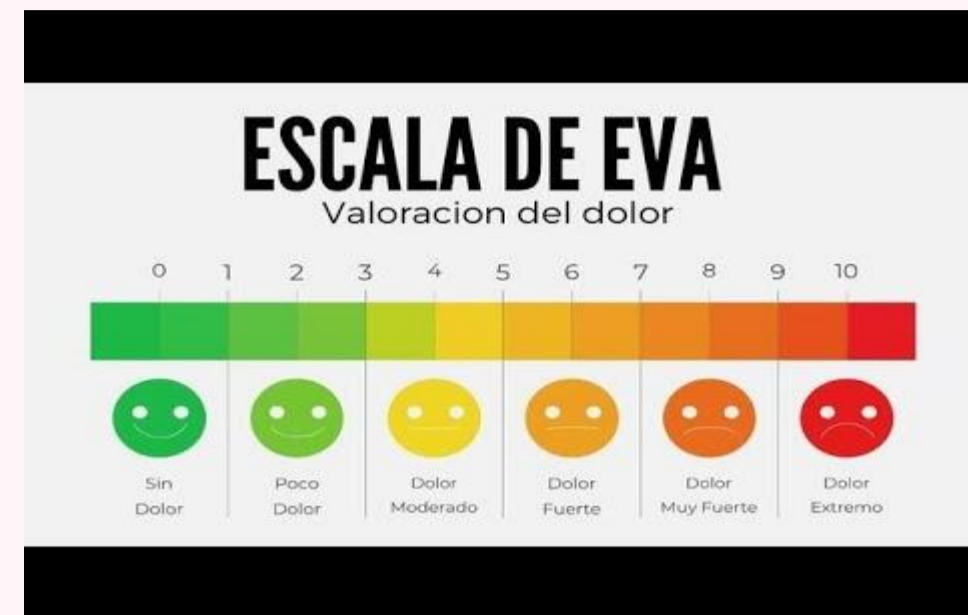 ESCALA DE EVA
Valoracion del dolor
0 1 2 3 4 5 6 7 8 9 10
Sin Dolor
Poco Dolor
Dolor Moderado
Dolor Fuerte
Dolor Muy Fuerte
Dolor Extremo